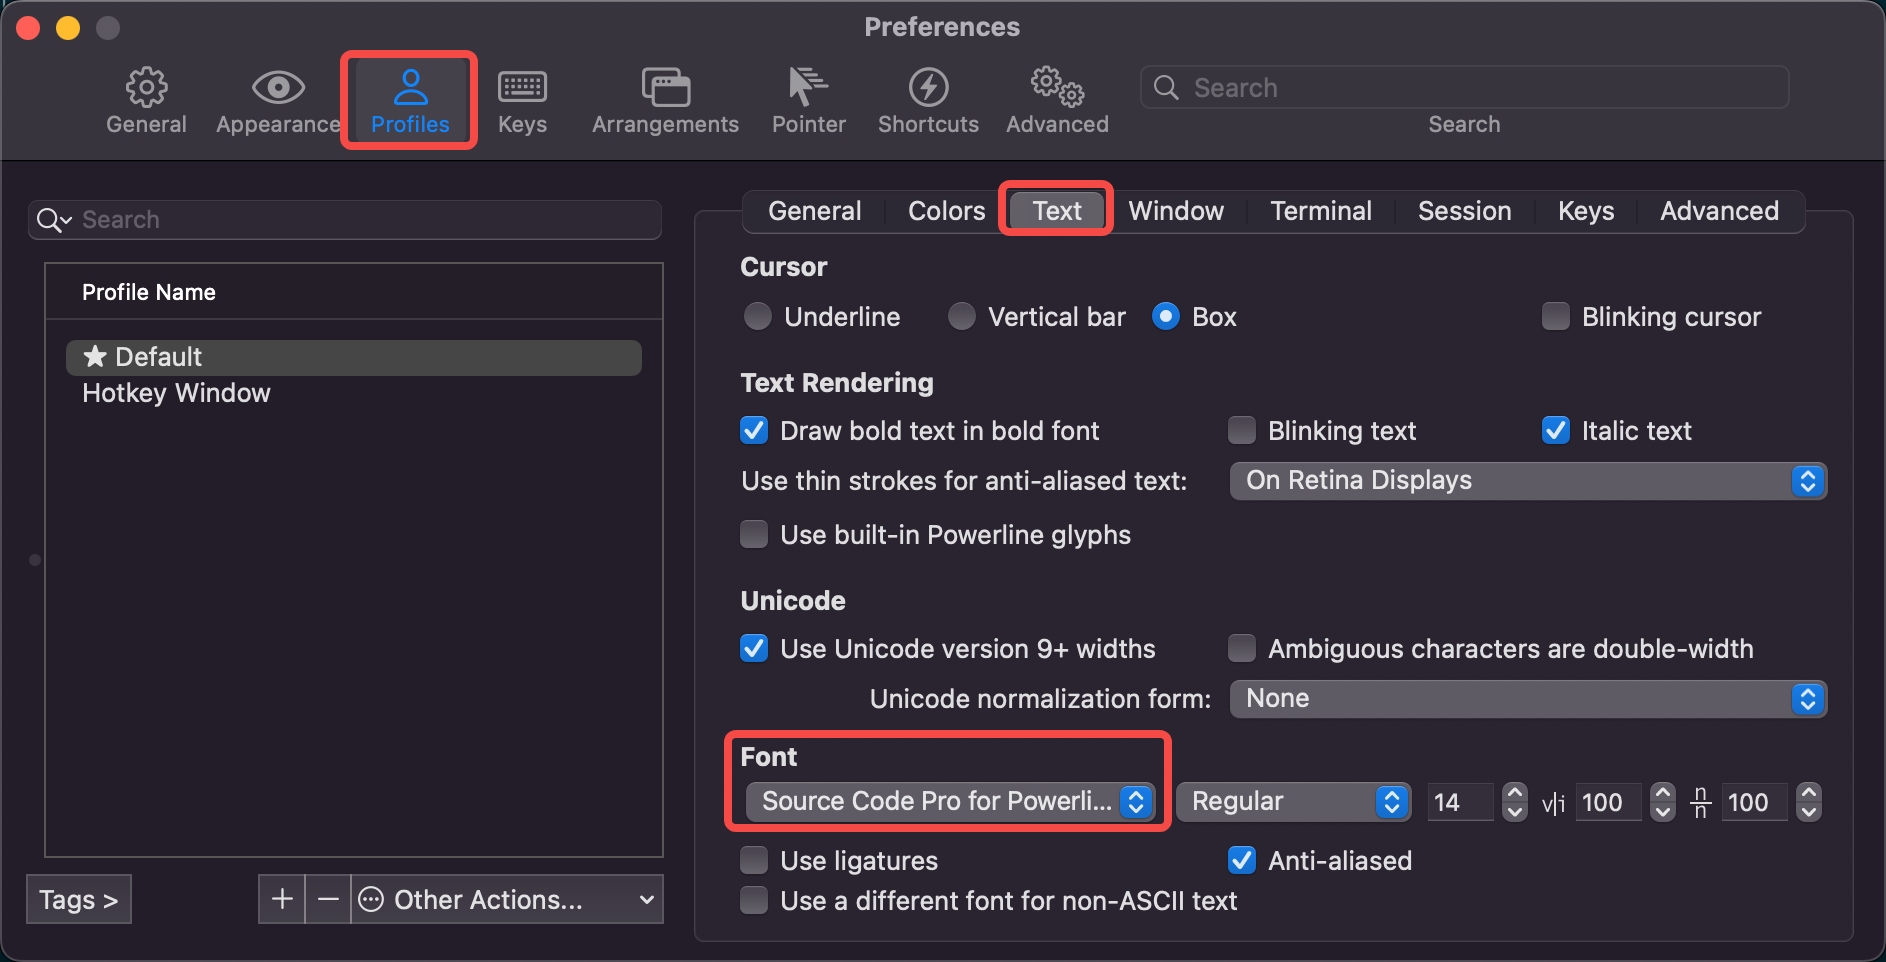 Preferences
General Appearance Profiles Keys Arrangements Pointer Shortcuts Advanced Search
Search
Search
Profile Name
Default
Hotkey Window
Tags >
+ − Other Actions...
General Colors Text Window Terminal Session Keys Advanced
Cursor
Underline Vertical bar Box Blinking cursor
Text Rendering
Draw bold text in bold font Blinking text Italic text
Use thin strokes for anti-aliased text: On Retina Displays
Use built-in Powerline glyphs
Unicode
Use Unicode version 9+ widths Ambiguous characters are double-width
Unicode normalization form: None
Font
Source Code Pro for Powerli... Regular 14 v|i 100 n/n 100
Use ligatures Anti-aliased
Use a different font for non-ASCII text